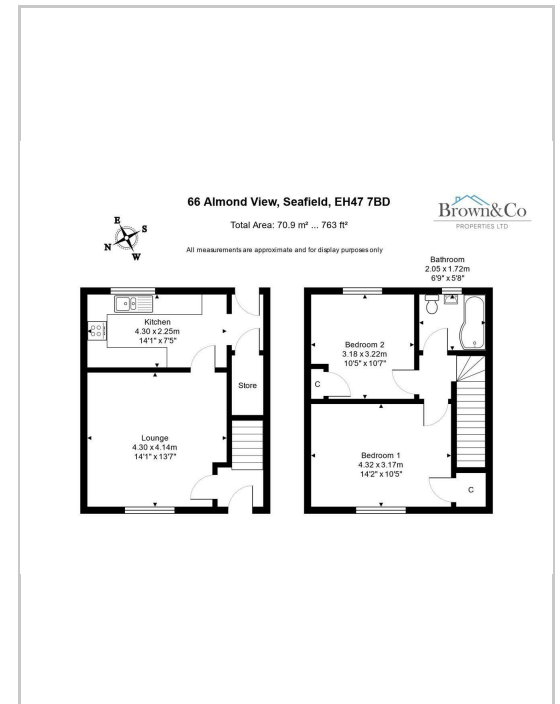 66 Almond View, Seafield, EH47 7BD
Total Area: 70.9 m² ... 763 ft²
All measurements are approximate and for display purposes only
Brown&Co
PROPERTIES LTD
E
S
N
W
Kitchen
4.30 x 2.25m
14'1" x 7'5"
Store
Lounge
4.30 x 4.14m
14'1" x 13'7"
Bathroom
2.05 x 1.72m
6'9" x 5'8"
Bedroom 2
3.18 x 3.22m
10'5" x 10'7"
C
Bedroom 1
4.32 x 3.17m
14'2" x 10'5"
C